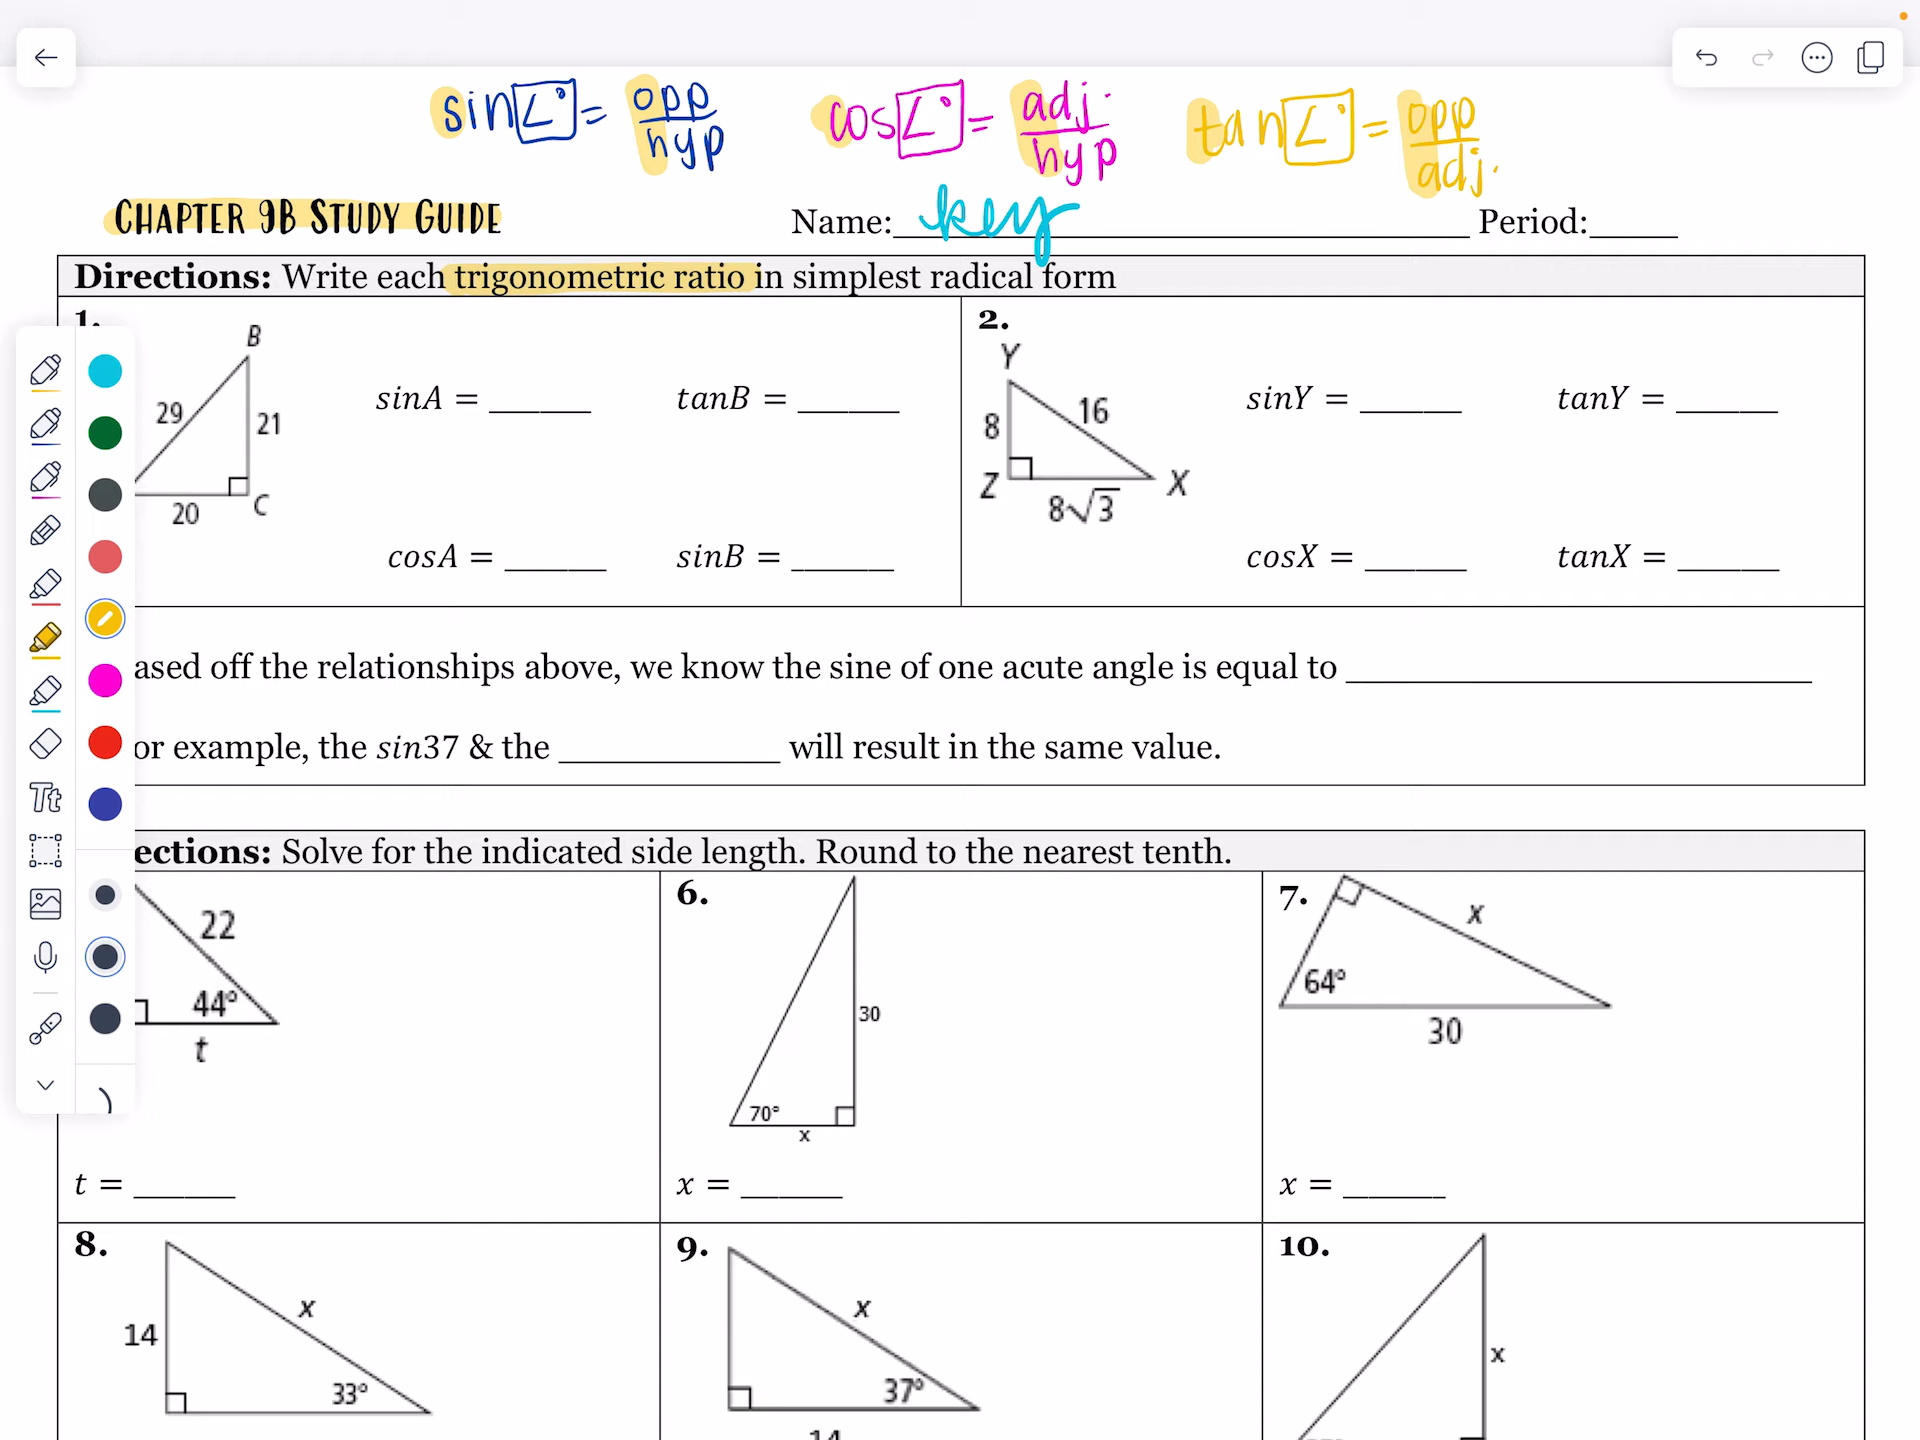 sin∠° = opp/hyp cos∠° = adj./hyp tan∠° = opp/adj.
CHAPTER 9B STUDY GUIDE Name: key Period:
Directions: Write each trigonometric ratio in simplest radical form
1. B 29 21 20 C
sinA = tanB =
cosA = sinB =
2. Y 8 16 Z X 8√3
sinY = tanY =
cosX = tanX =
ased off the relationships above, we know the sine of one acute angle is equal to
or example, the sin37 & the will result in the same value.
ections: Solve for the indicated side length. Round to the nearest tenth.
22 44° t
t =
6. 30 70° x
x =
7. x 64° 30
x =
8. 14 x 33°
9. x 37° 14
10. x
Tt